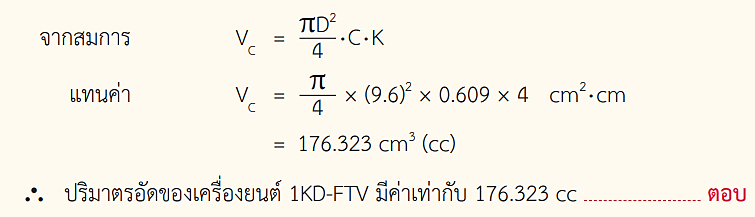 จากสมการ V_c = πD²/4 · C · K
แทนค่า V_c = π/4 × (9.6)² × 0.609 × 4 cm²·cm
= 176.323 cm³ (cc)
∴ ปริมาตรอัดของเครื่องยนต์ 1KD-FTV มีค่าเท่ากับ 176.323 cc ........................ ตอบ